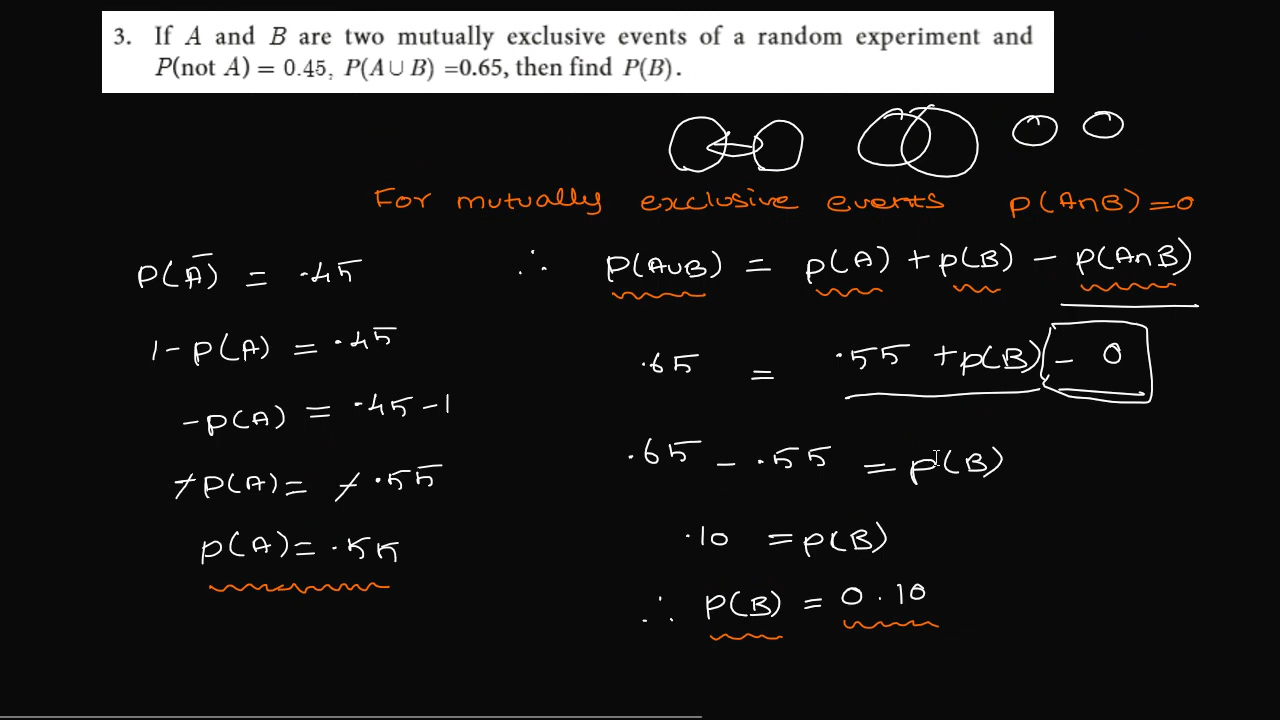 3. If A and B are two mutually exclusive events of a random experiment and
P(not A) = 0.45, P(A∪B) =0.65, then find P(B).
For mutually exclusive events P(A∩B)=0
P(A̅) = .45
∴ P(A∪B) = P(A) + P(B) − P(A∩B)
1 − P(A) = .45
.65 = .55 + P(B) − 0
−P(A) = .45 − 1
.65 − .55 = P(B)
−P(A) = − .55
.10 = P(B)
P(A) = .55
∴ P(B) = 0.10